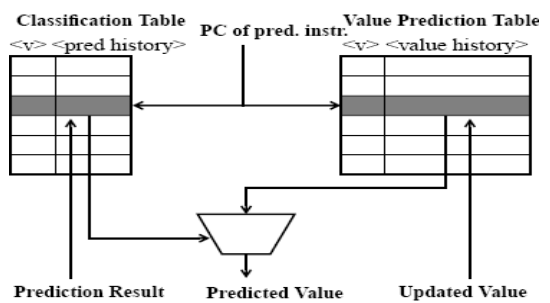 Classification Table
<v> <pred history>
PC of pred. instr.
Value Prediction Table
<v> <value history>
Prediction Result
Predicted Value
Updated Value